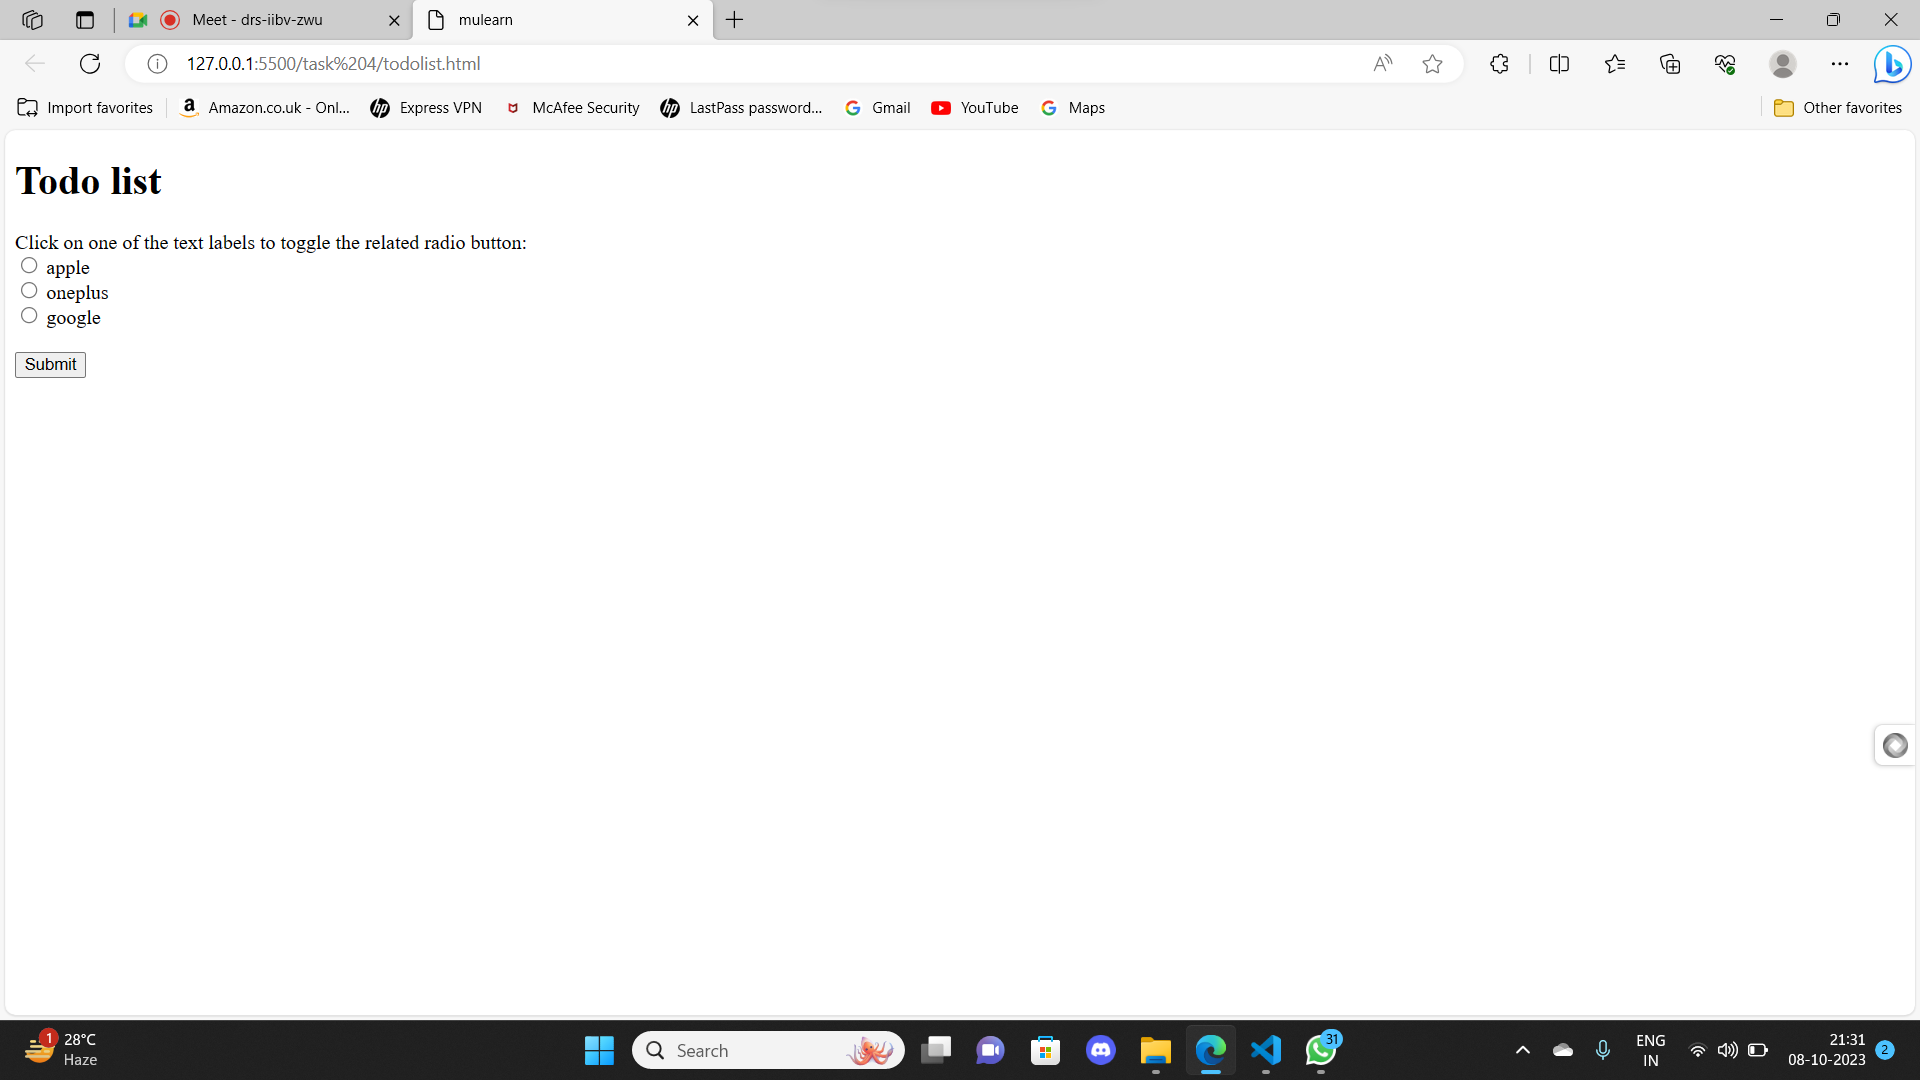 Meet - drs-iibv-zwu
mulearn
127.0.0.1:5500/task%204/todolist.html
Import favorites
Amazon.co.uk - Onl...
Express VPN
McAfee Security
LastPass password...
Gmail
YouTube
Maps
Other favorites
Todo list
Click on one of the text labels to toggle the related radio button:
apple
oneplus
google
Submit
1
28°C
Haze
Search
31
ENG
IN
21:31
08-10-2023
2